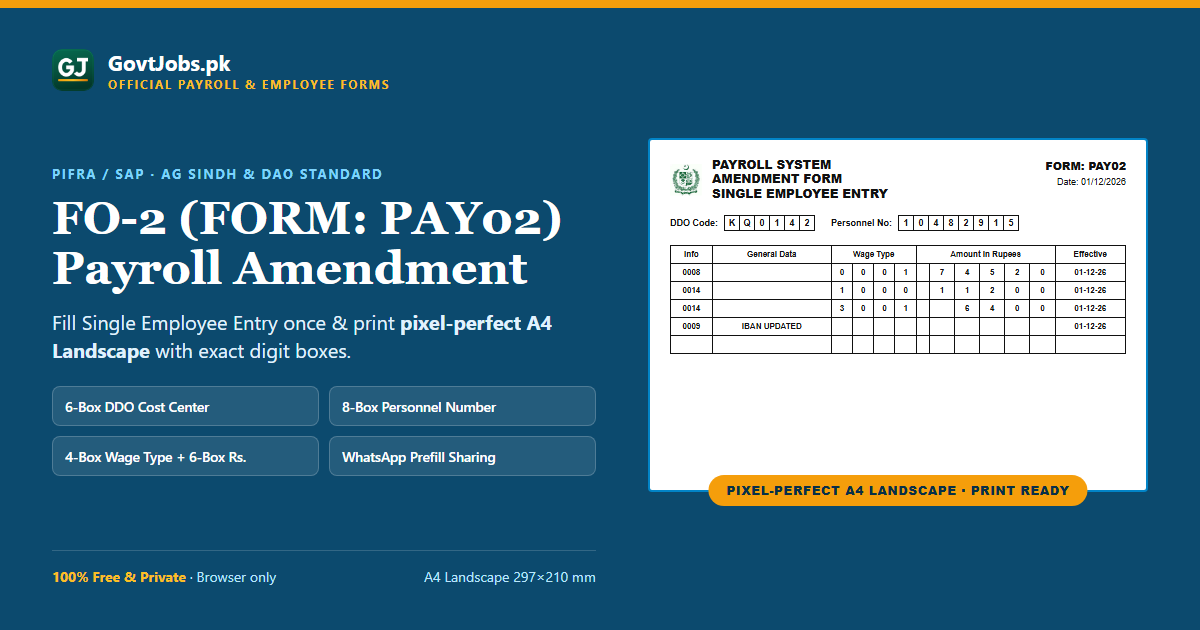 GJ
GovtJobs.pk
OFFICIAL PAYROLL & EMPLOYEE FORMS
PIFRA / SAP · AG SINDH & DAO STANDARD
FO-2 (FORM: PAY02)
Payroll Amendment
Fill Single Employee Entry once & print pixel-perfect A4
Landscape with exact digit boxes.
6-Box DDO Cost Center
8-Box Personnel Number
4-Box Wage Type + 6-Box Rs.
WhatsApp Prefill Sharing
100% Free & Private · Browser only
A4 Landscape 297×210 mm
PAYROLL SYSTEM
AMENDMENT FORM
SINGLE EMPLOYEE ENTRY
FORM: PAY02
Date: 01/12/2026
DDO Code: K Q 0 1 4 2 Personnel No: 1 0 4 8 2 9 1 5
Info General Data Wage Type Amount in Rupees Effective
0008 0 0 0 1 7 4 5 2 0 01-12-26
0014 1 0 0 0 1 1 2 0 0 01-12-26
0014 3 0 0 1 6 4 0 0 01-12-26
0009 IBAN UPDATED 01-12-26
PIXEL-PERFECT A4 LANDSCAPE · PRINT READY